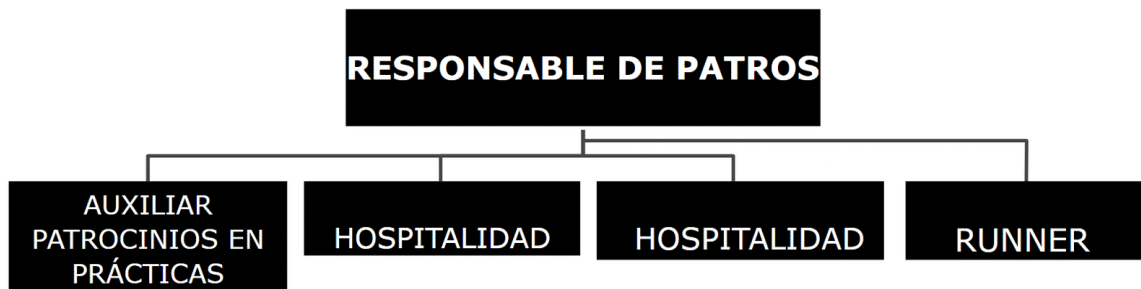 RESPONSABLE DE PATROS
AUXILIAR
PATROCINIOS EN
PRÁCTICAS
HOSPITALIDAD
HOSPITALIDAD
RUNNER